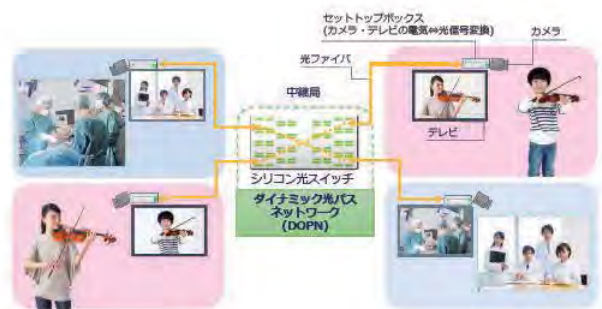 セットトップボックス
(カメラ・テレビの電気⇔光信号変換)
カメラ
光ファイバ
中継局
テレビ
シリコン光スイッチ
ダイナミック光パス
ネットワーク
(DOPN)